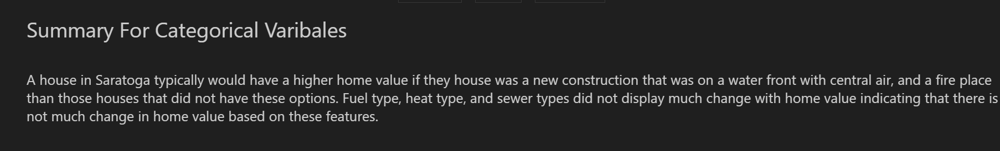 Summary For Categorical Varibales
A house in Saratoga typically would have a higher home value if they house was a new construction that was on a water front with central air, and a fire place
than those houses that did not have these options. Fuel type, heat type, and sewer types did not display much change with home value indicating that there is
not much change in home value based on these features.